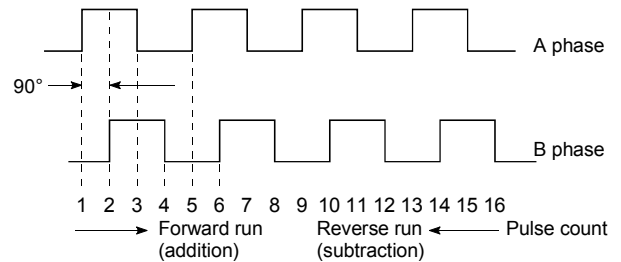 A phase
90°
B phase
1 2 3 4 5 6 7 8 9 10 11 12 13 14 15 16
Forward run
(addition)
Reverse run
(subtraction)
Pulse count